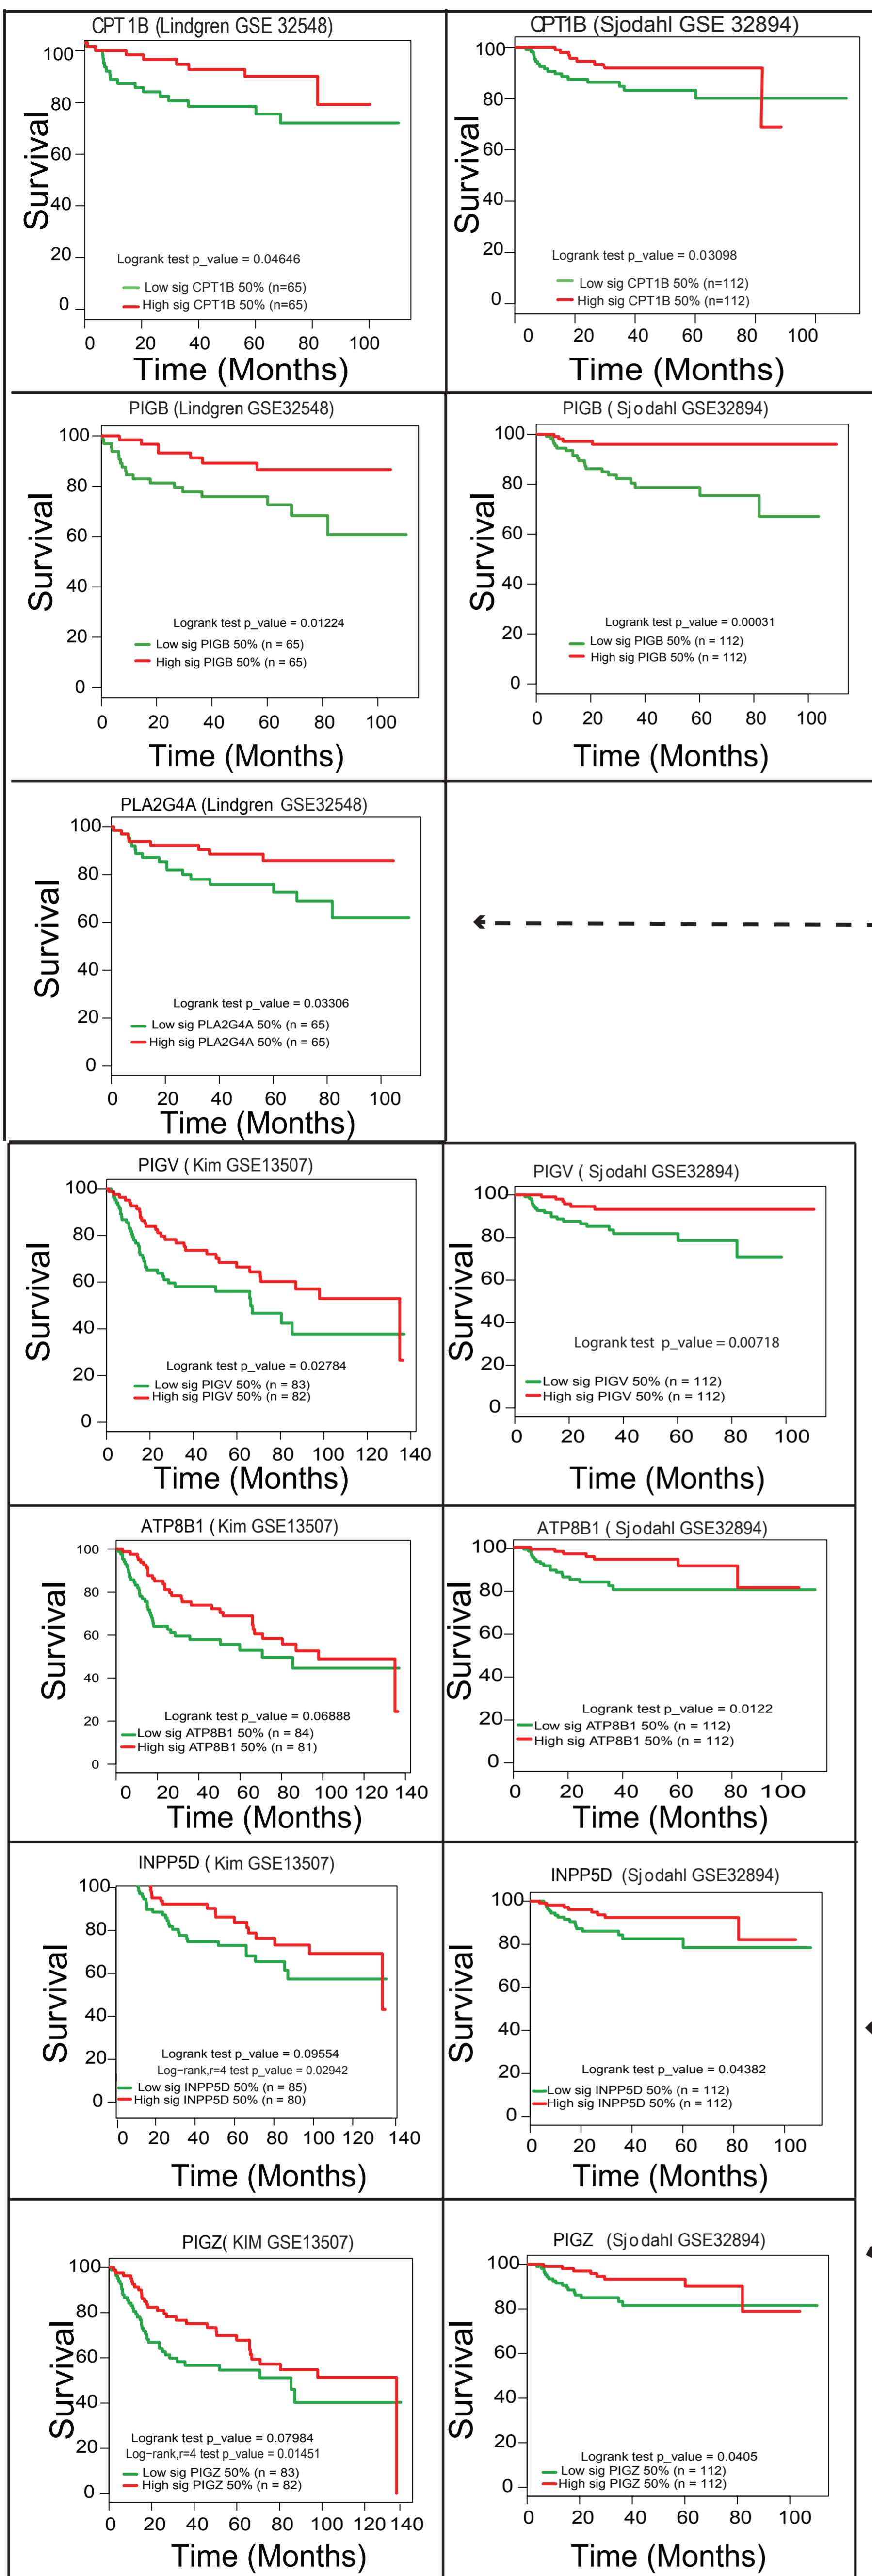 CPT1B (Lindgren GSE 32548)
100
80
60
40
20
0
Survival
Logrank test p_value = 0.04646
Low sig CPT1B 50% (n=65)
High sig CPT1B 50% (n=65)
0 20 40 60 80 100
Time (Months)
CPT1B (Sjodahl GSE 32894)
100
80
60
40
20
0
Survival
Logrank test p_value = 0.03098
Low sig CPT1B 50% (n=112)
High sig CPT1B 50% (n=112)
0 20 40 60 80 100
Time (Months)
PIGB (Lindgren GSE32548)
100
80
60
40
20
0
Survival
Logrank test p_value = 0.01224
Low sig PIGB 50% (n = 65)
High sig PIGB 50% (n = 65)
0 20 40 60 80 100
Time (Months)
PIGB ( Sjodahl GSE32894)
100
80
60
40
20
0
Survival
Logrank test p_value = 0.00031
Low sig PIGB 50% (n = 112)
High sig PIGB 50% (n = 112)
0 20 40 60 80 100
Time (Months)
PLA2G4A (Lindgren GSE32548)
100
80
60
40
20
0
Survival
Logrank test p_value = 0.03306
Low sig PLA2G4A 50% (n = 65)
High sig PLA2G4A 50% (n = 65)
0 20 40 60 80 100
Time (Months)
PIGV ( Kim GSE13507)
100
80
60
40
20
0
Survival
Logrank test p_value = 0.02784
Low sig PIGV 50% (n = 83)
High sig PIGV 50% (n = 82)
0 20 40 60 80 100 120 140
Time (Months)
PIGV ( Sjodahl GSE32894)
100
80
60
40
20
0
Survival
Logrank test p_value = 0.00718
Low sig PIGV 50% (n = 112)
High sig PIGV 50% (n = 112)
0 20 40 60 80 100
Time (Months)
ATP8B1 ( Kim GSE13507)
100
80
60
40
20
0
Survival
Logrank test p_value = 0.06888
Low sig ATP8B1 50% (n = 84)
High sig ATP8B1 50% (n = 81)
0 20 40 60 80 100 120 140
Time (Months)
ATP8B1 ( Sjodahl GSE32894)
100
80
60
40
20
0
Survival
Logrank test p_value = 0.0122
Low sig ATP8B1 50% (n = 112)
High sig ATP8B1 50% (n = 112)
0 20 40 60 80 100
Time (Months)
INPP5D ( Kim GSE13507)
100
80
60
40
20
0
Survival
Logrank test p_value = 0.09554
Log−rank,r=4 test p_value = 0.02942
Low sig INPP5D 50% (n = 85)
High sig INPP5D 50% (n = 80)
0 20 40 60 80 100 120 140
Time (Months)
INPP5D (Sjodahl GSE32894)
100
80
60
40
20
0
Survival
Logrank test p_value = 0.04382
Low sig INPP5D 50% (n = 112)
High sig INPP5D 50% (n = 112)
0 20 40 60 80 100
Time (Months)
PIGZ( KIM GSE13507)
100
80
60
40
20
0
Survival
Logrank test p_value = 0.07984
Log−rank,r=4 test p_value = 0.01451
Low sig PIGZ 50% (n = 83)
High sig PIGZ 50% (n = 82)
0 20 40 60 80 100 120 140
Time (Months)
PIGZ (Sjodahl GSE32894)
100
80
60
40
20
0
Survival
Logrank test p_value = 0.0405
Low sig PIGZ 50% (n = 112)
High sig PIGZ 50% (n = 112)
0 20 40 60 80 100
Time (Months)